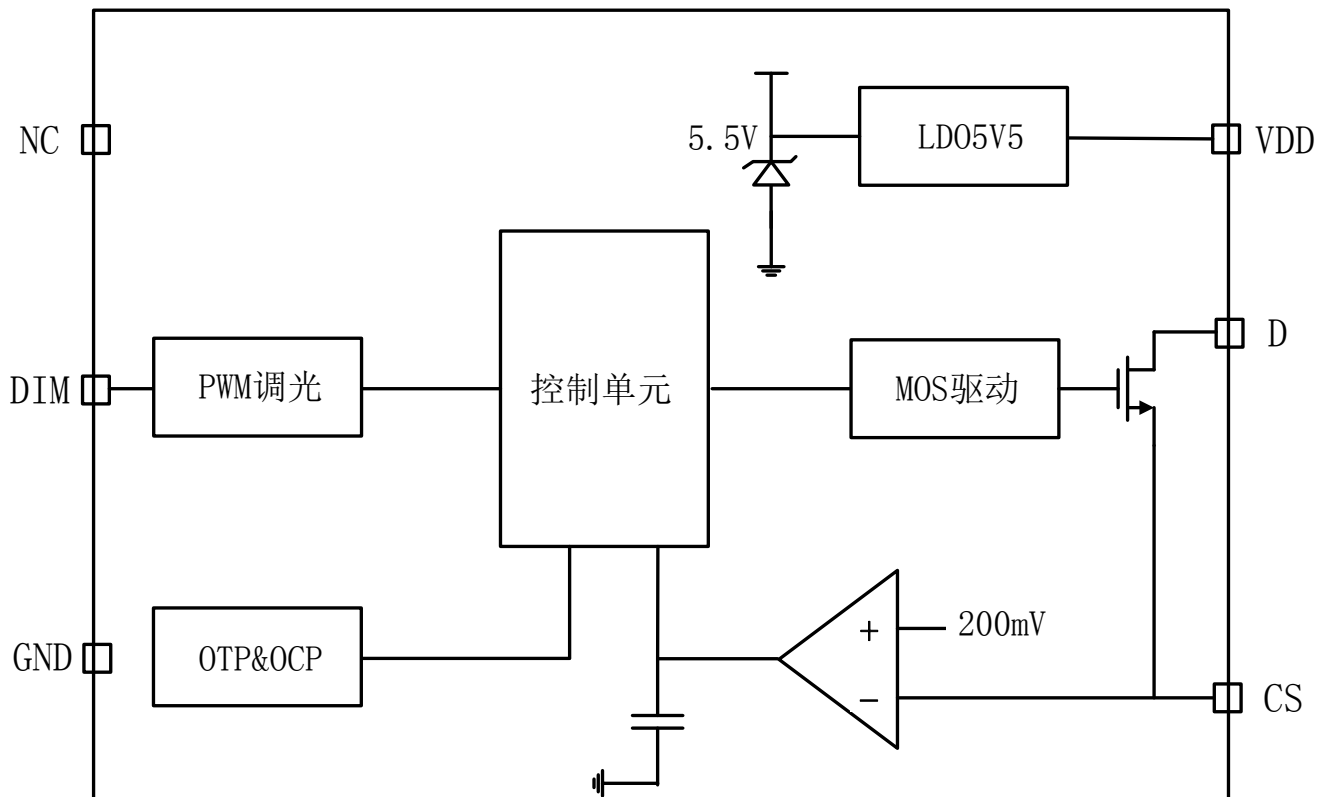 NC
5.5V
LDO5V5
VDD
D
DIM
PWM调光
控制单元
MOS驱动
GND
OTP&OCP
+
200mV
−
CS